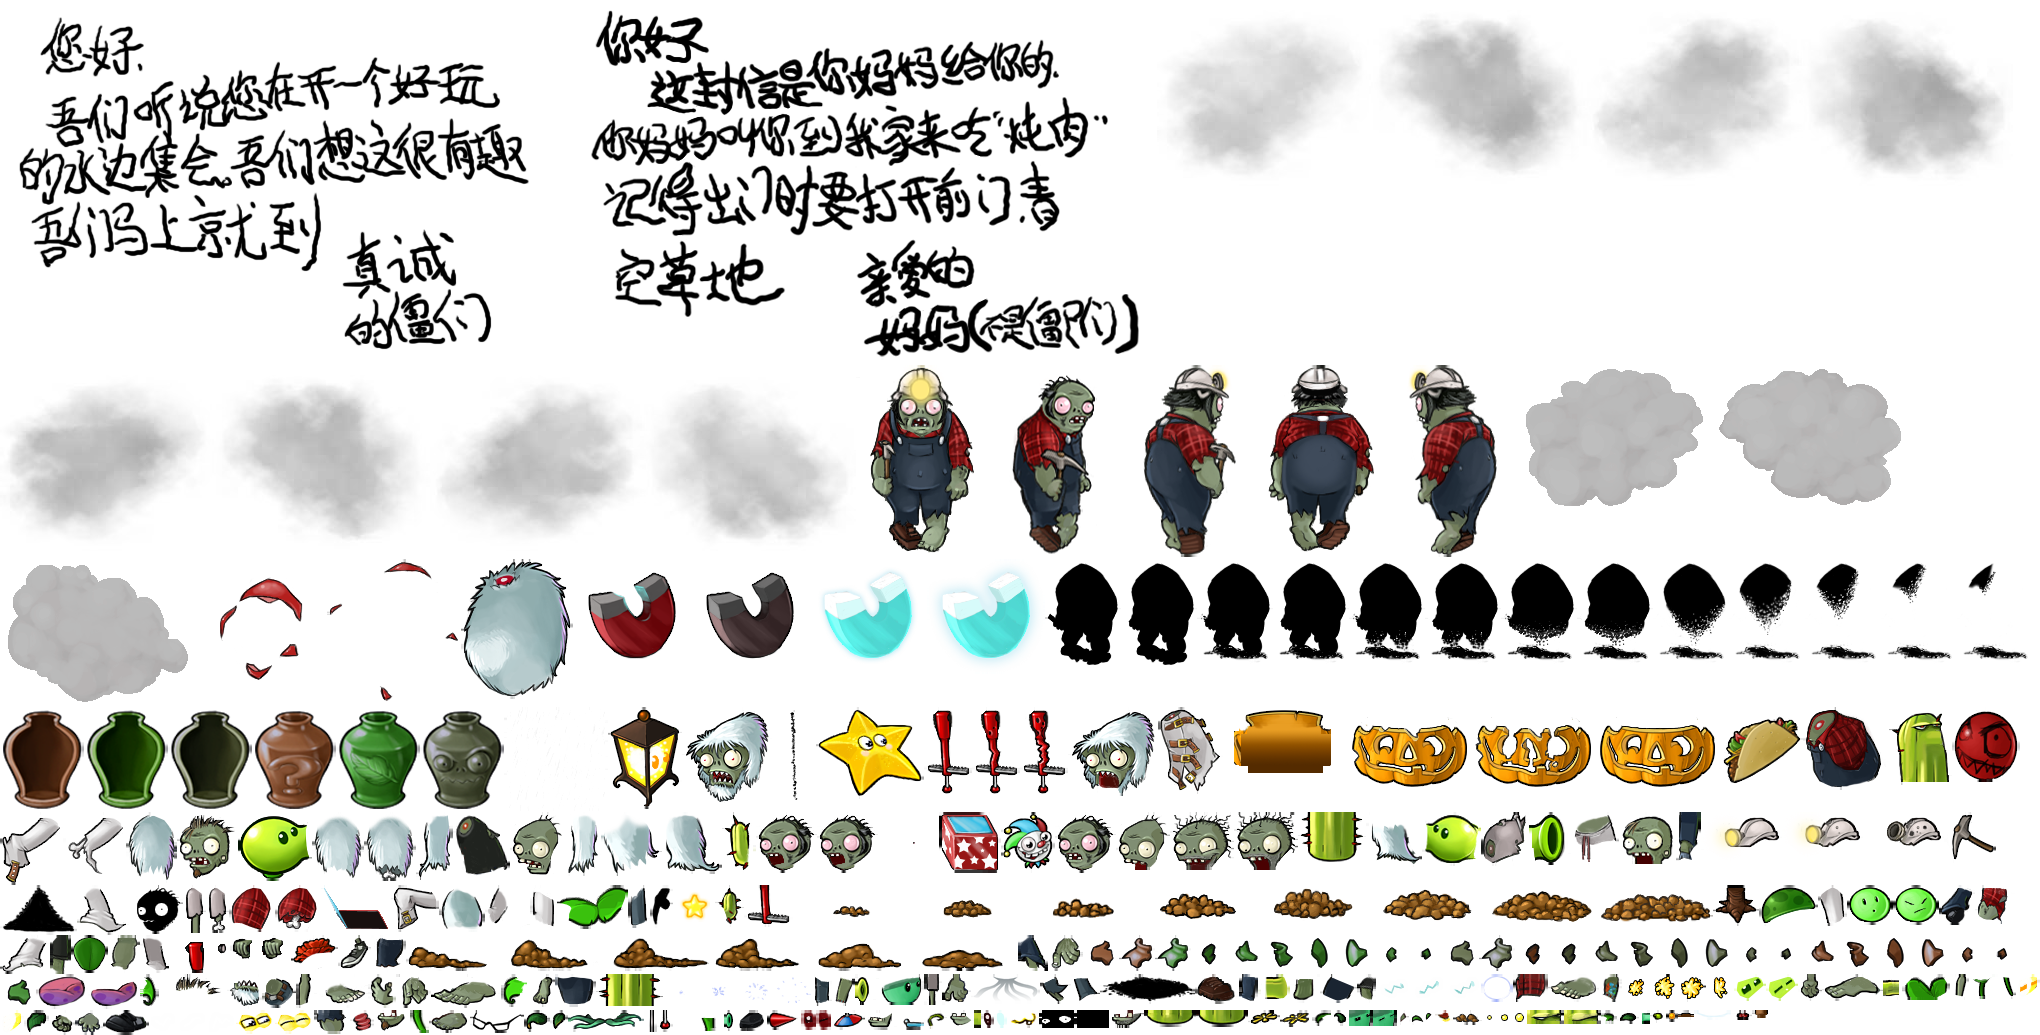 您好、
吾们听说您在开一个好玩
的水边集会。吾们想这很有趣
吾们马上就到
真诚
的僵们
你好
这封信是你妈妈给你的.
你妈妈叫你到我家来吃“炖肉”
记得出门时要打开前门.青
空草地
亲爱的
妈妈(不是僵尸们)
?